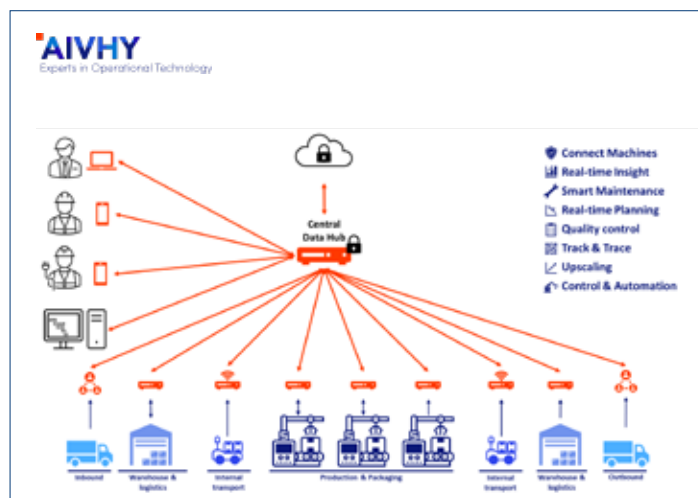 AIVHY
Experts in Operational Technology
Central
Data Hub
Connect Machines
Real-time Insight
Smart Maintenance
Real-time Planning
Quality control
Track & Trace
Upscaling
Control & Automation
Inbound
Warehouse &
logistics
Internal
transport
Production & Packaging
Internal
transport
Warehouse &
logistics
Outbound